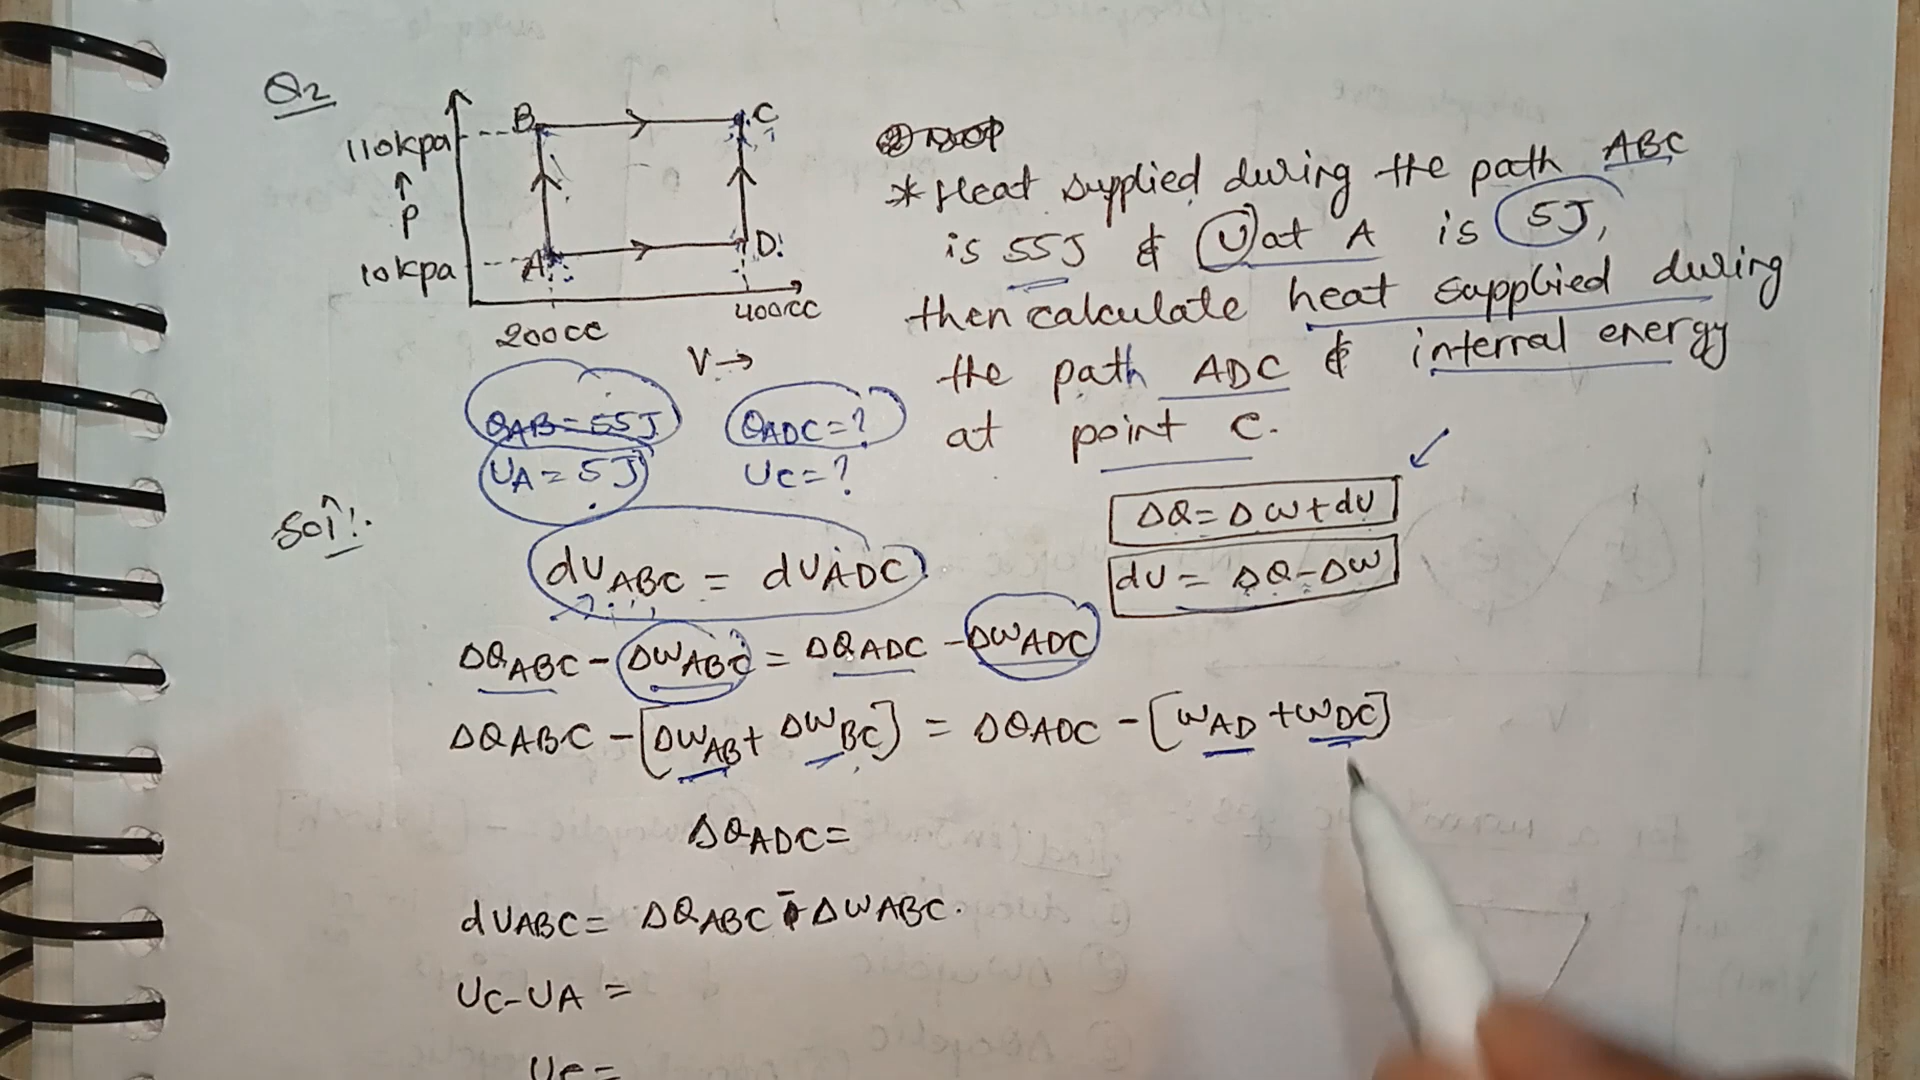 Q2
B
C
110kpa
↑
P
10kpa
A
D
200cc
400cc
V→
* Heat supplied during the path ABC
is 55J & U at A is 5J,
then calculate heat supplied during
the path ADC & internal energy
at point C.
QAB=55J
QADC=?
UA=5J
UC=?
Sol:
ΔQ=ΔW+dU
dU=ΔQ-ΔW
dUABC = dUADC
ΔQABC-ΔWABC=ΔQADC-ΔWADC
ΔQABC-[ΔWAB+ΔWBC]=ΔQADC-[WAD+WDC]
ΔQADC=
dUABC=ΔQABC-ΔWABC.
UC-UA=
UC=